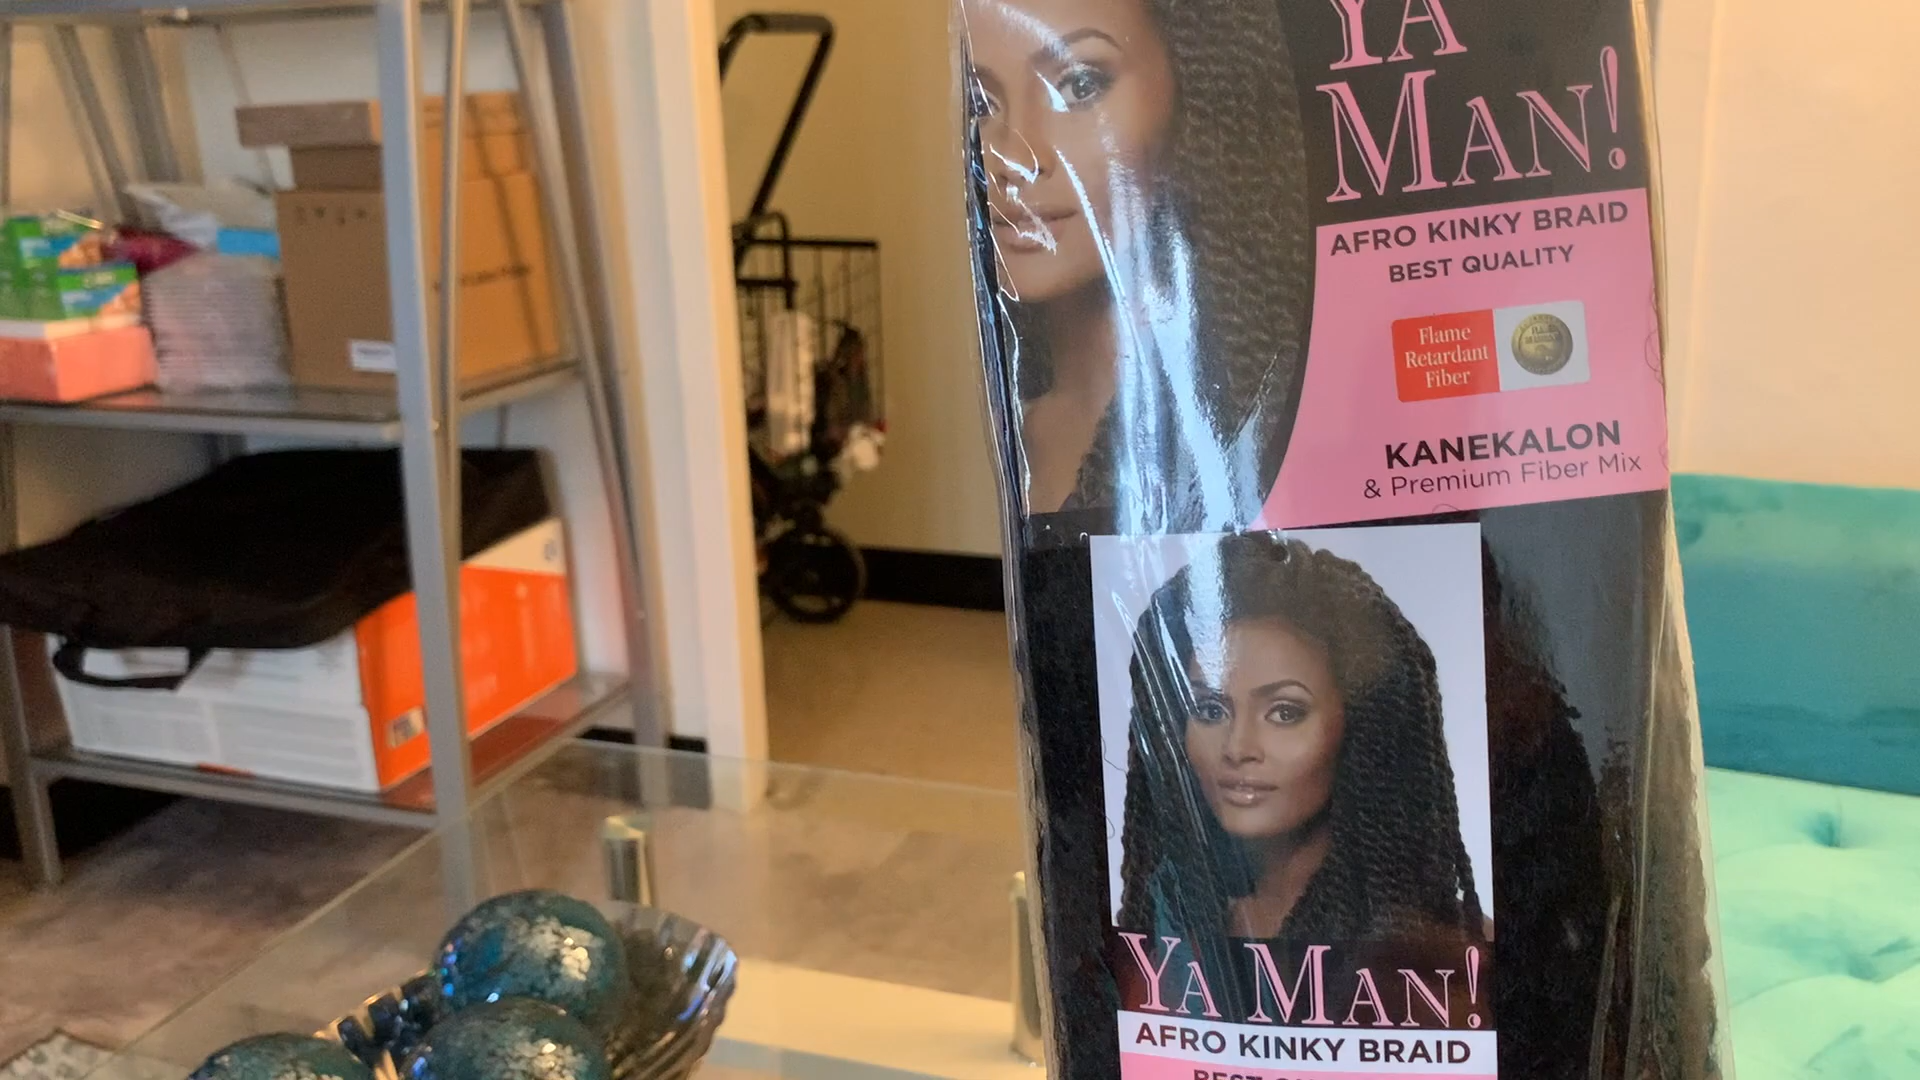 YA
MAN!
AFRO KINKY BRAID
BEST QUALITY
Flame
Retardant
Fiber
KANEKALON
& Premium Fiber Mix
YA MAN!
AFRO KINKY BRAID
BEST